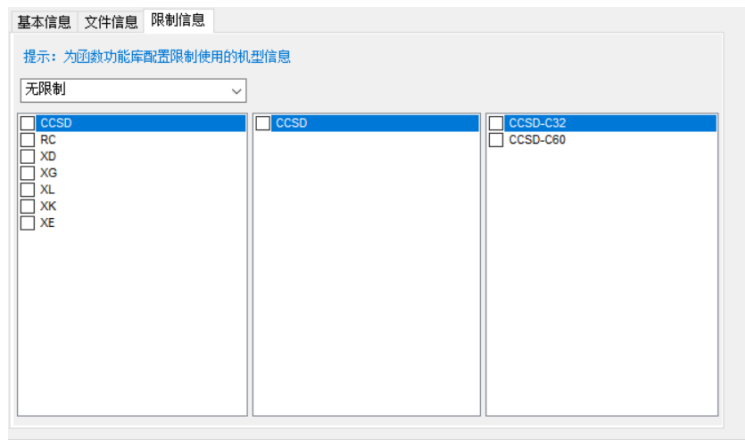 基本信息 文件信息 限制信息
提示：为函数功能库配置限制使用的机型信息
无限制
CCSD
RC
XD
XG
XL
XK
XE
CCSD
CCSD-C32
CCSD-C60